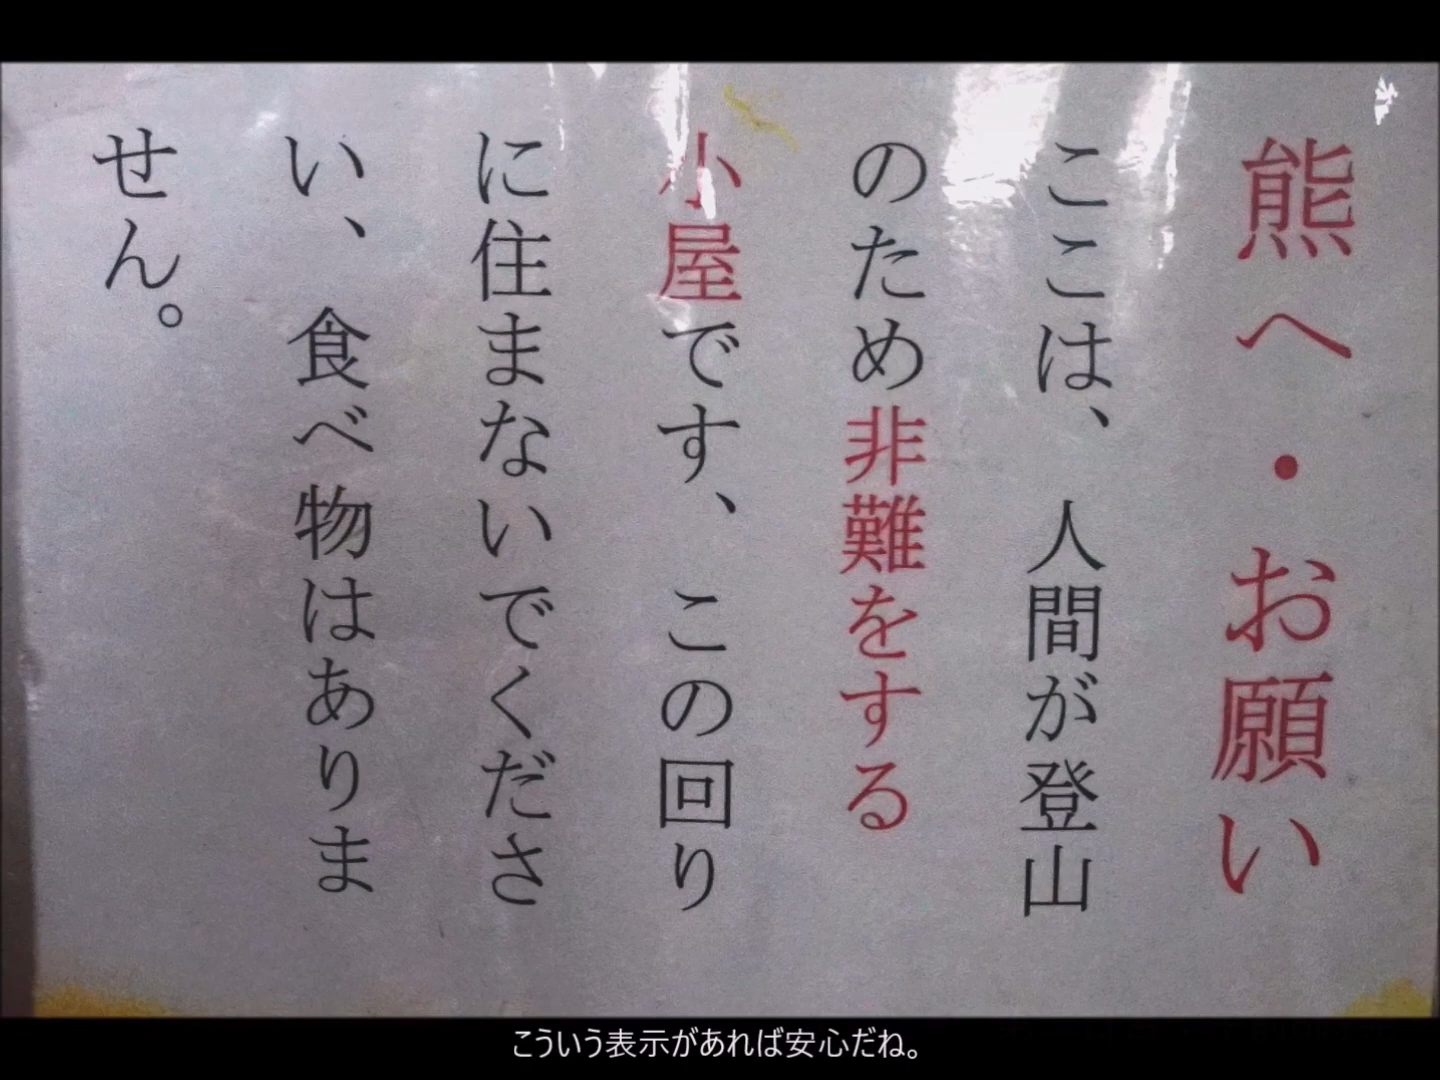 熊へ・お願い
ここは、人間が登山
のため非難をする
小屋です、この回り
に住まないでくださ
い、食べ物はありま
せん。
こういう表示があれば安心だね。